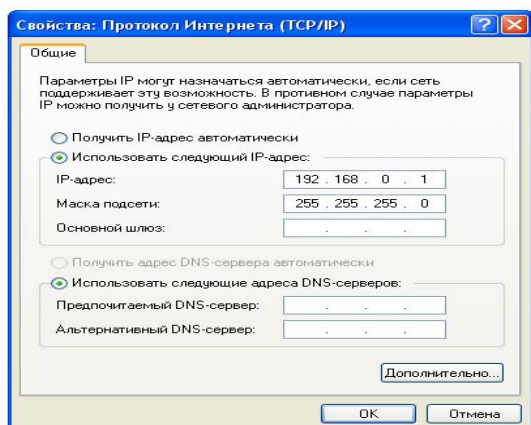 Свойства: Протокол Интернета (TCP/IP)
Общие
Параметры IP могут назначаться автоматически, если сеть
поддерживает эту возможность. В противном случае параметры
IP можно получить у сетевого администратора.
Получить IP-адрес автоматически
Использовать следующий IP-адрес:
IP-адрес: 192 . 168 . 0 . 1
Маска подсети: 255 . 255 . 255 . 0
Основной шлюз: . . .
Получить адрес DNS-сервера автоматически
Использовать следующие адреса DNS-серверов:
Предпочитаемый DNS-сервер: . . .
Альтернативный DNS-сервер: . . .
Дополнительно...
OK Отмена